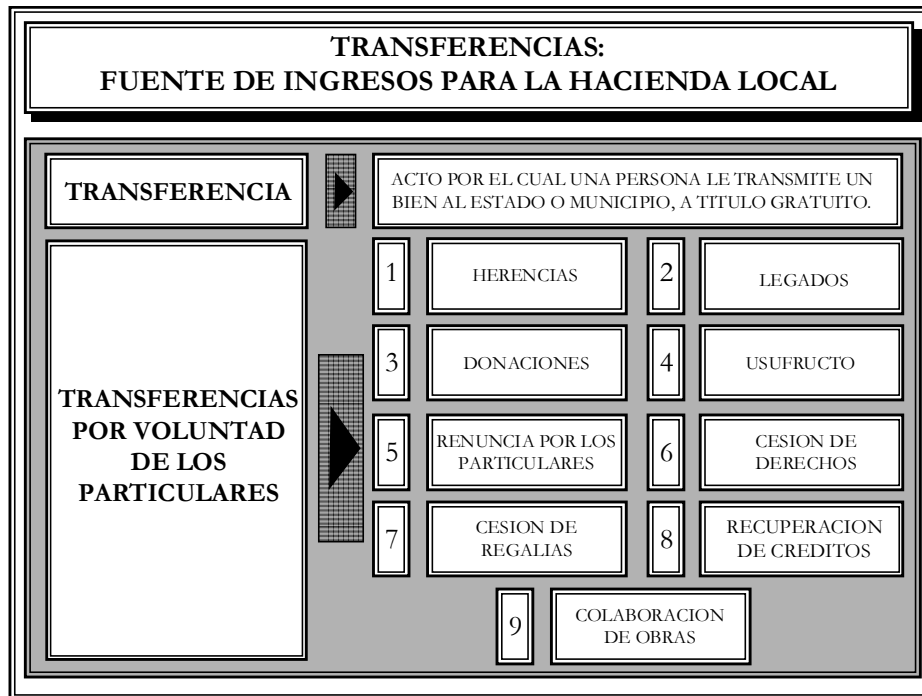 TRANSFERENCIAS:
FUENTE DE INGRESOS PARA LA HACIENDA LOCAL
TRANSFERENCIA
ACTO POR EL CUAL UNA PERSONA LE TRANSMITE UN
BIEN AL ESTADO O MUNICIPIO, A TITULO GRATUITO.
TRANSFERENCIAS
POR VOLUNTAD
DE LOS
PARTICULARES
1
HERENCIAS
2
LEGADOS
3
DONACIONES
4
USUFRUCTO
5
RENUNCIA POR LOS
PARTICULARES
6
CESION DE
DERECHOS
7
CESION DE
REGALIAS
8
RECUPERACION
DE CREDITOS
9
COLABORACION
DE OBRAS